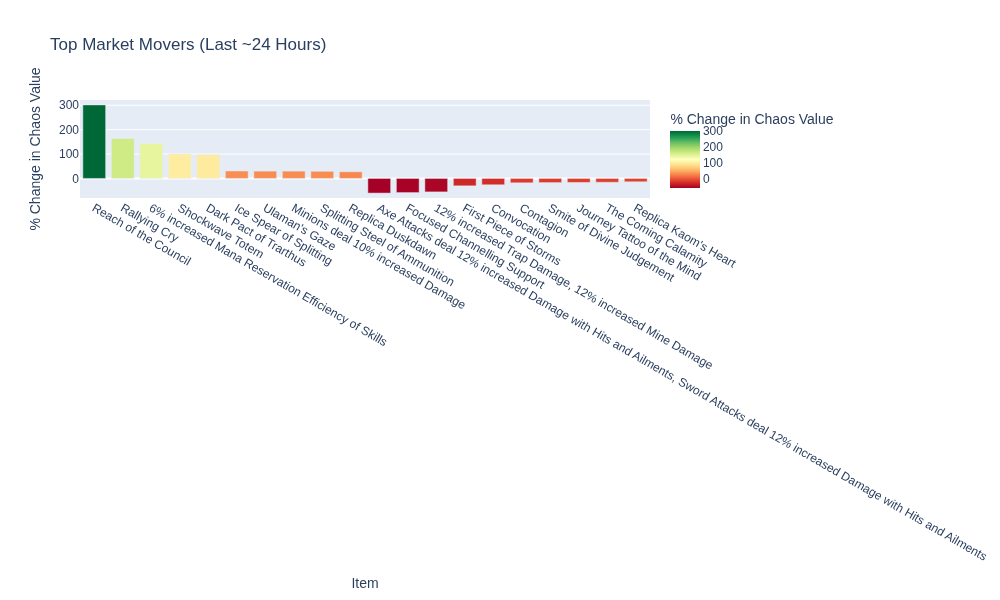 Top Market Movers (Last ~24 Hours)
% Change in Chaos Value
300
200
100
0
% Change in Chaos Value
300
200
100
0
Reach of the Council
Rallying Cry
6% increased Mana Reservation Efficiency of Skills
Shockwave Totem
Dark Pact of Trarthus
Ice Spear of Splitting
Ulaman's Gaze
Minions deal 10% increased Damage
Splitting Steel of Ammunition
Replica Duskdawn
Axe Attacks deal 12% increased Damage with Hits and Ailments, Sword Attacks deal 12% increased Damage with Hits and Ailments
Focused Channelling Support
12% increased Trap Damage, 12% increased Mine Damage
First Piece of Storms
Convocation
Contagion
Smite of Divine Judgement
Journey Tattoo of the Mind
The Coming Calamity
Replica Kaom's Heart
Item